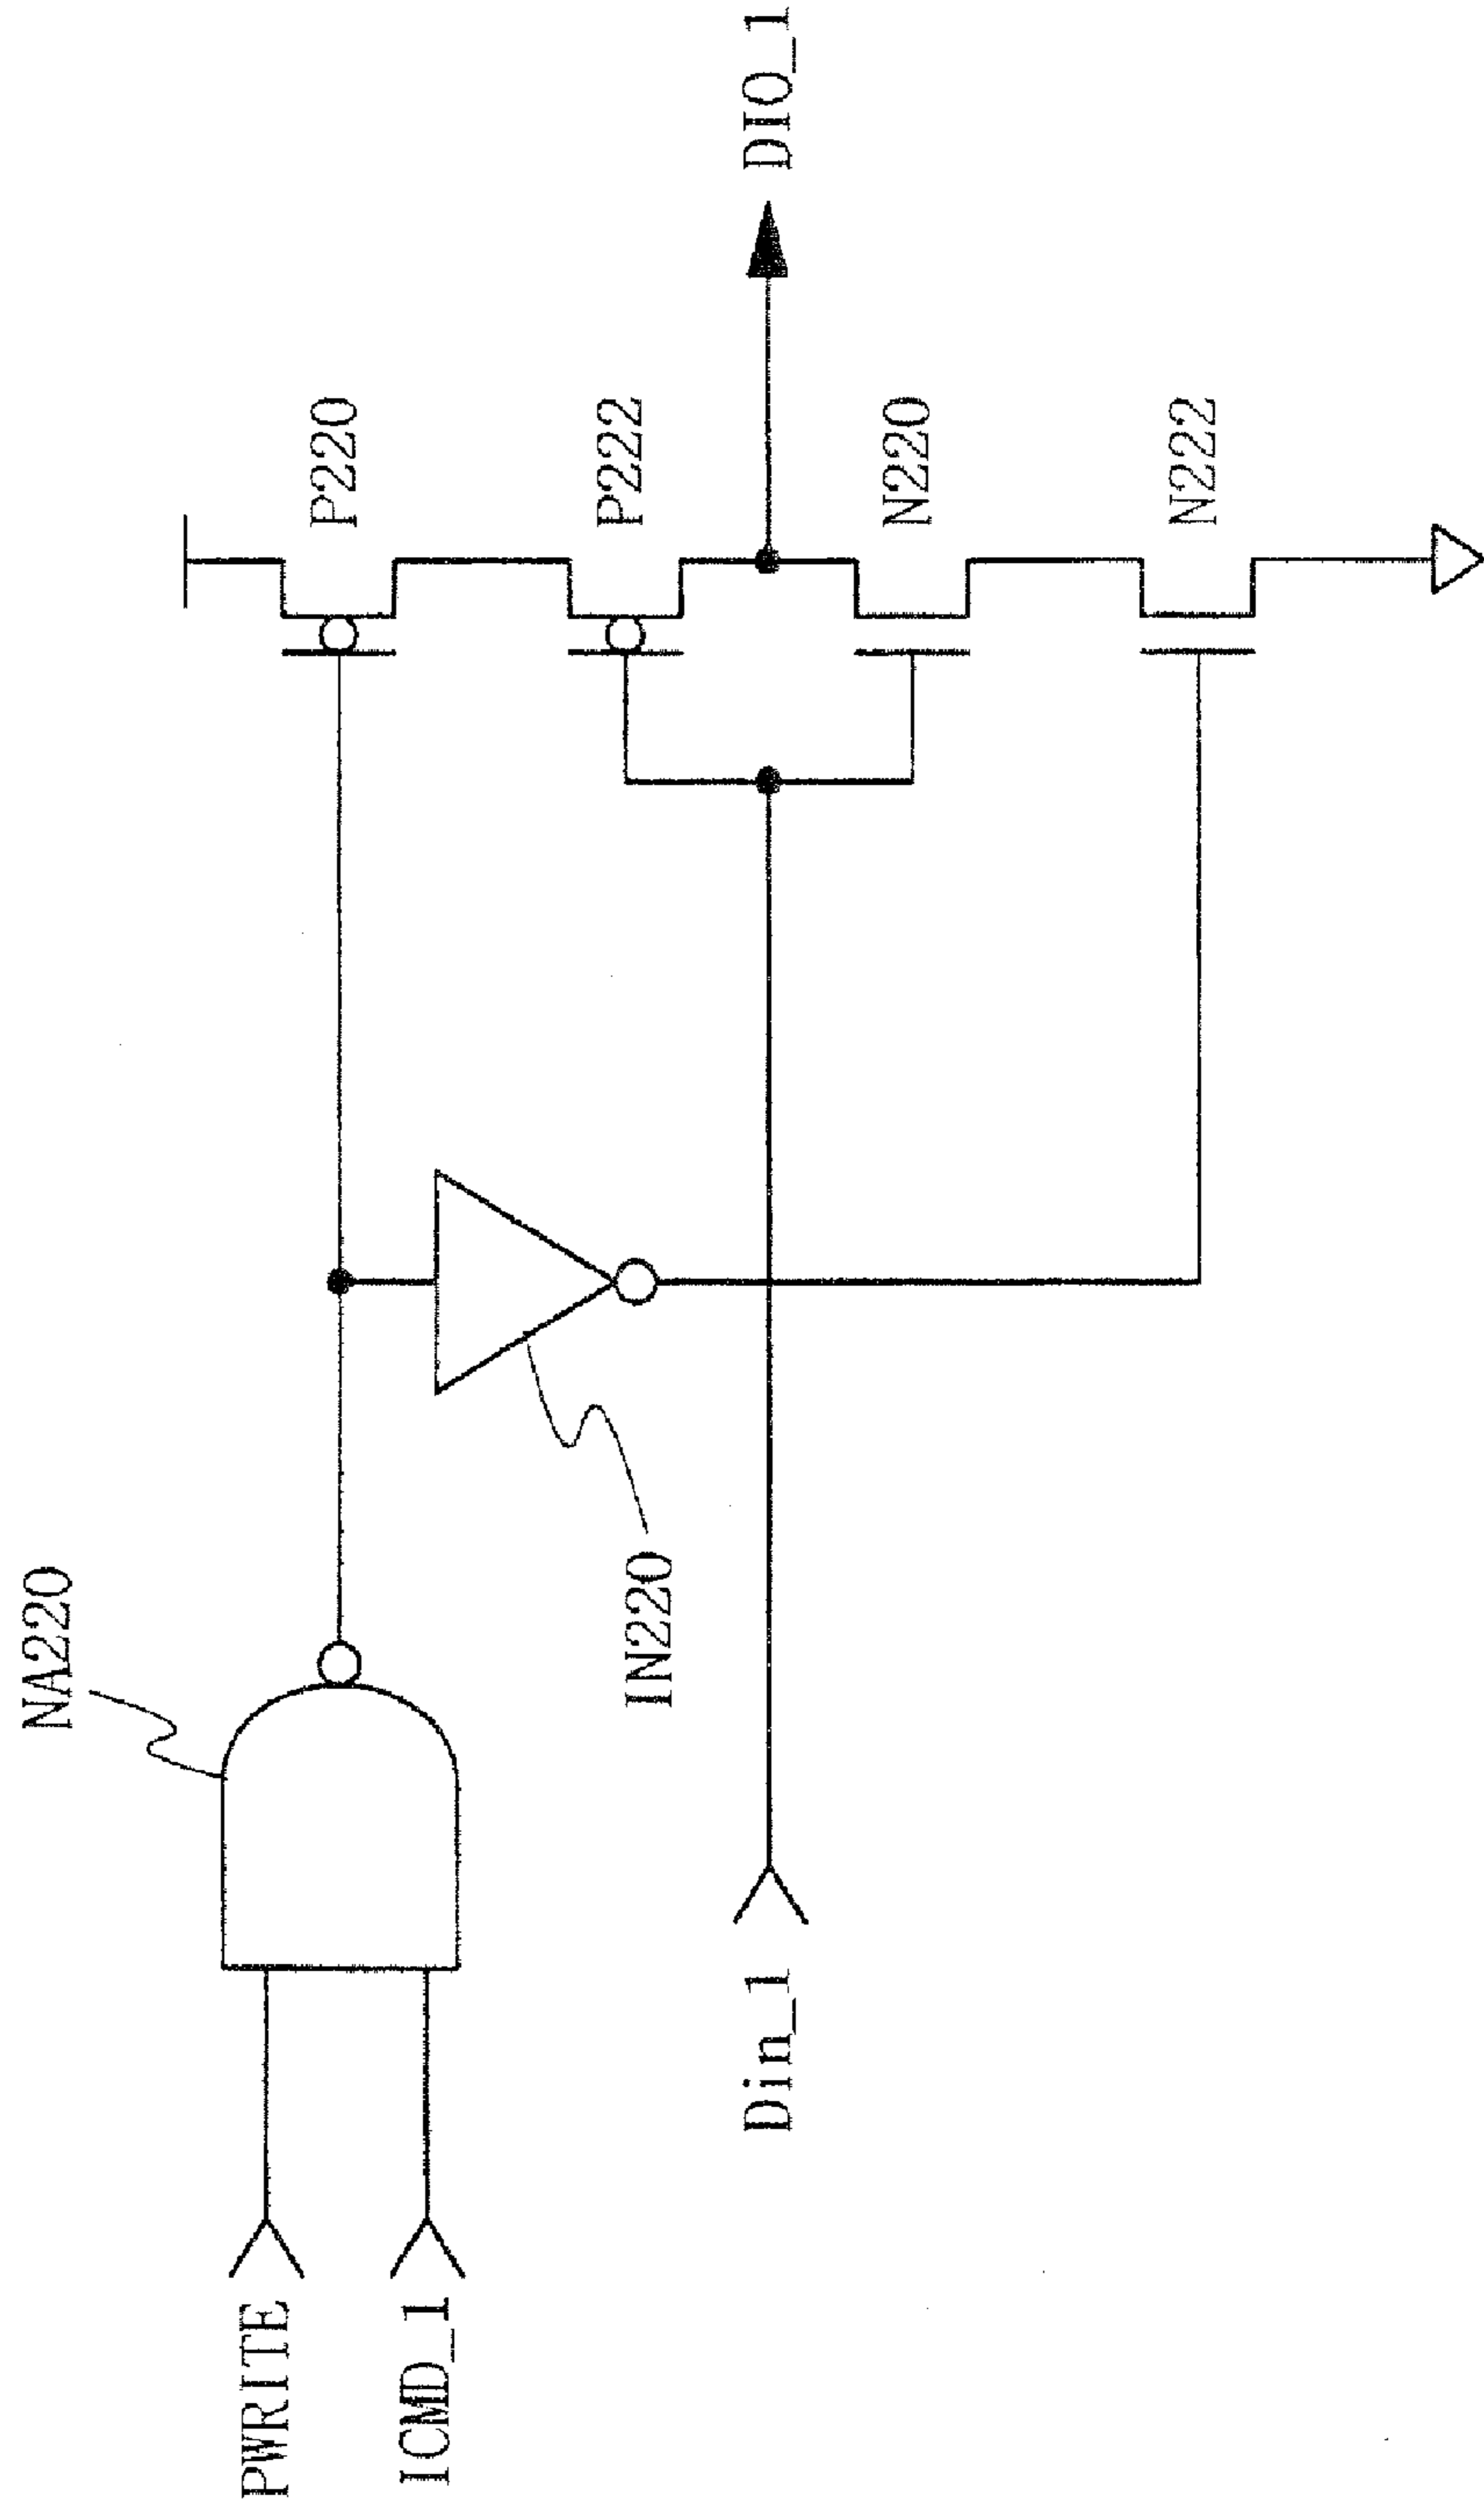 NA220
PWRITE
ICMD_1
IN220
Din_1
P220
P222
N220
N222
DIO_1